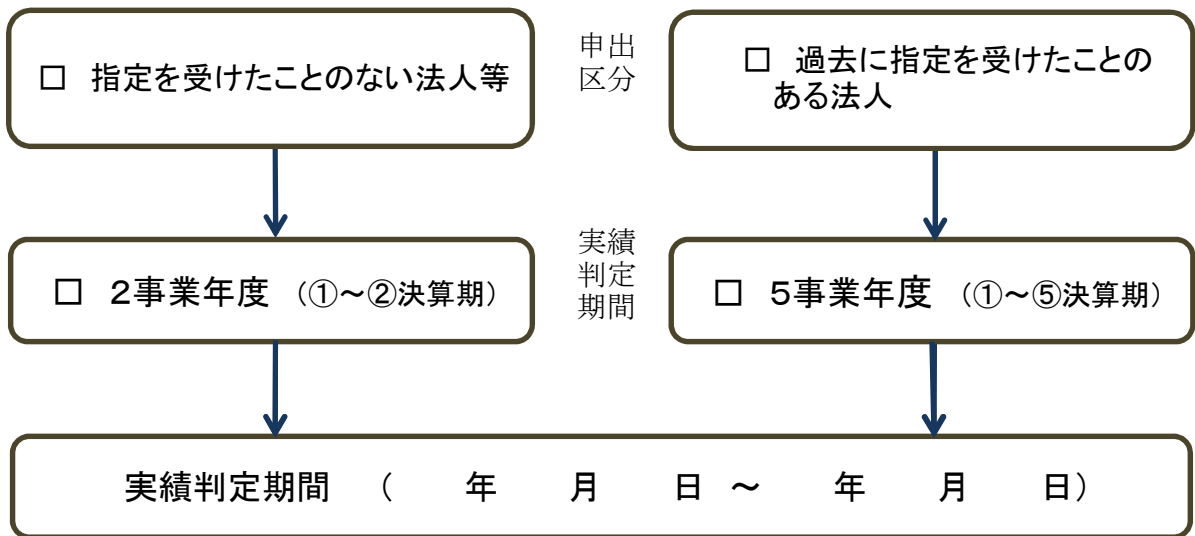 □ 指定を受けたことのない法人等
申出
区分
□ 過去に指定を受けたことの
ある法人
□ 2事業年度 (①~②決算期)
実績
判定
期間
□ 5事業年度 (①~⑤決算期)
実績判定期間 ( 年 月 日 ~ 年 月 日)